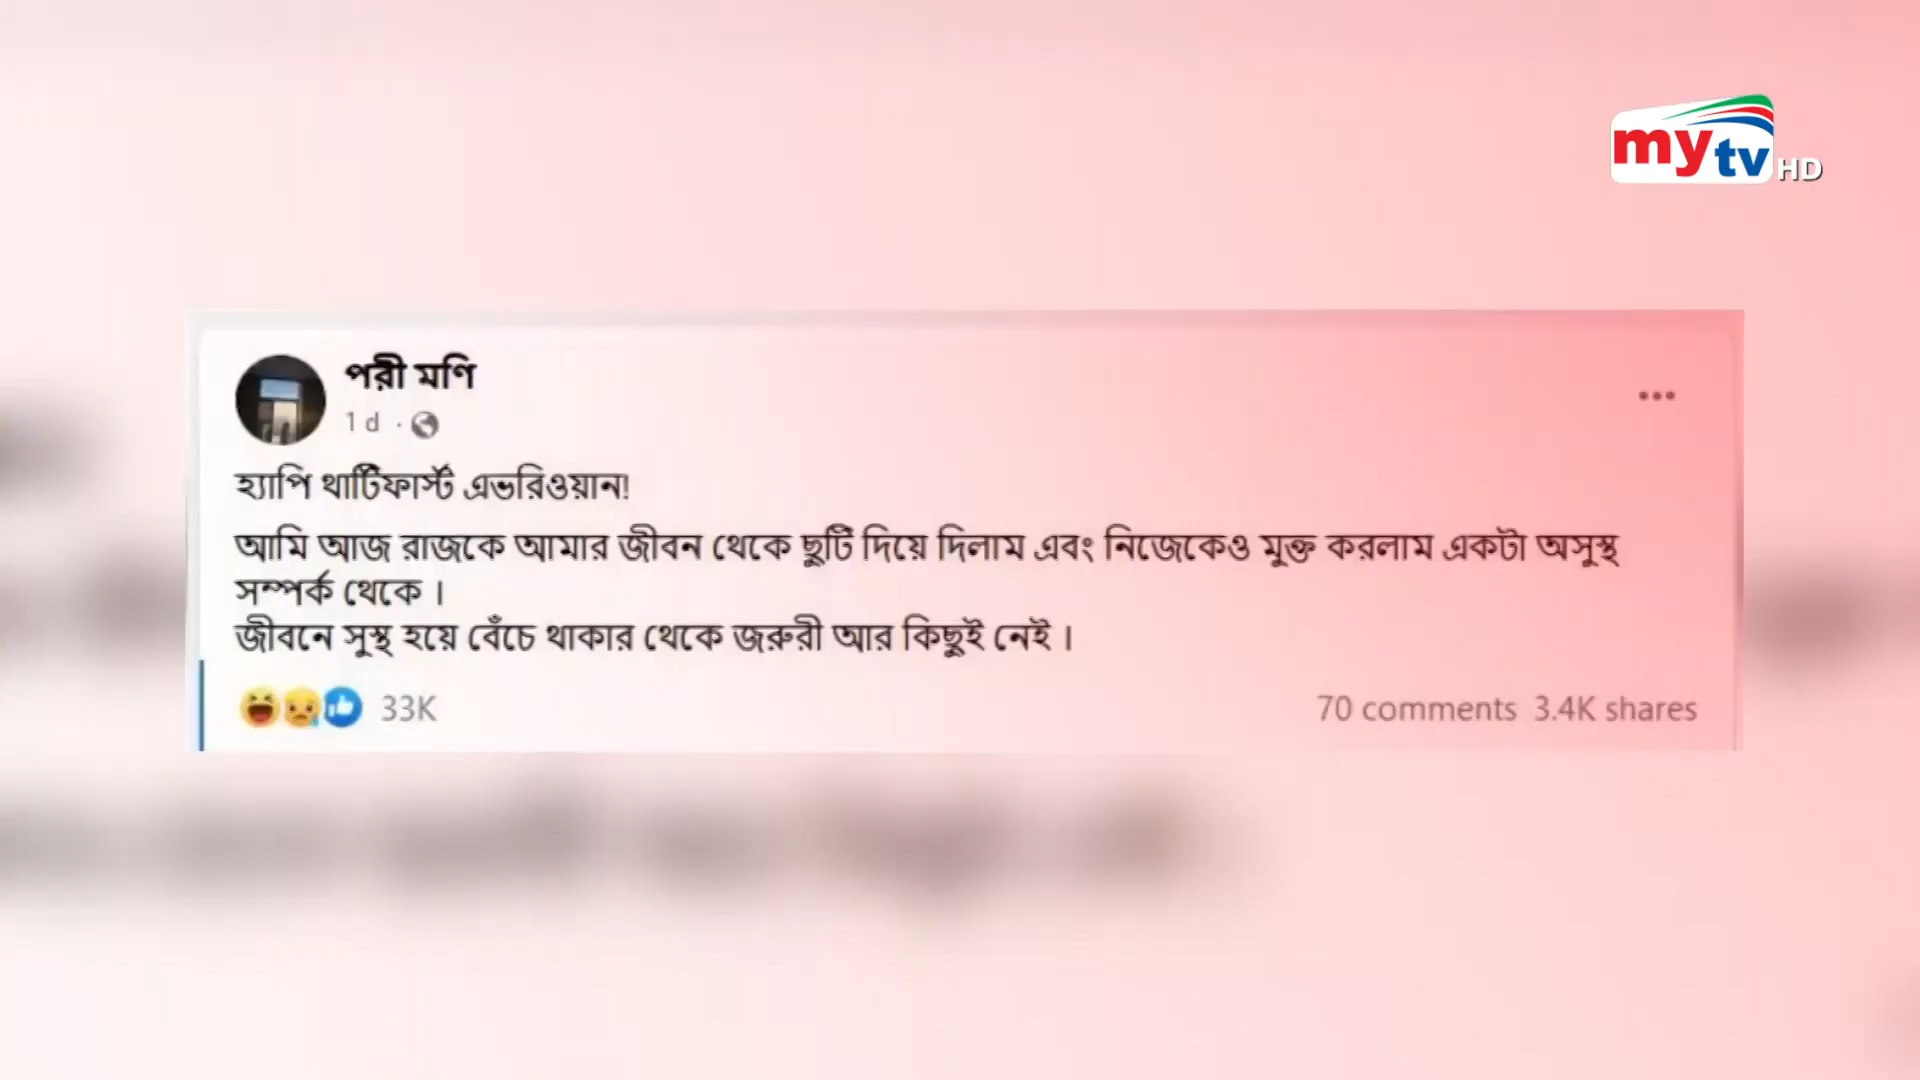 mytv HD
পরী মণি
1 d ·
হ্যাপি থার্টিফার্স্ট এভরিওয়ান!
আমি আজ রাজকে আমার জীবন থেকে ছুটি দিয়ে দিলাম এবং নিজেকেও মুক্ত করলাম একটা অসুস্থ
সম্পর্ক থেকে।
জীবনে সুস্থ হয়ে বেঁচে থাকার থেকে জরুরী আর কিছুই নেই।
33K 70 comments 3.4K shares